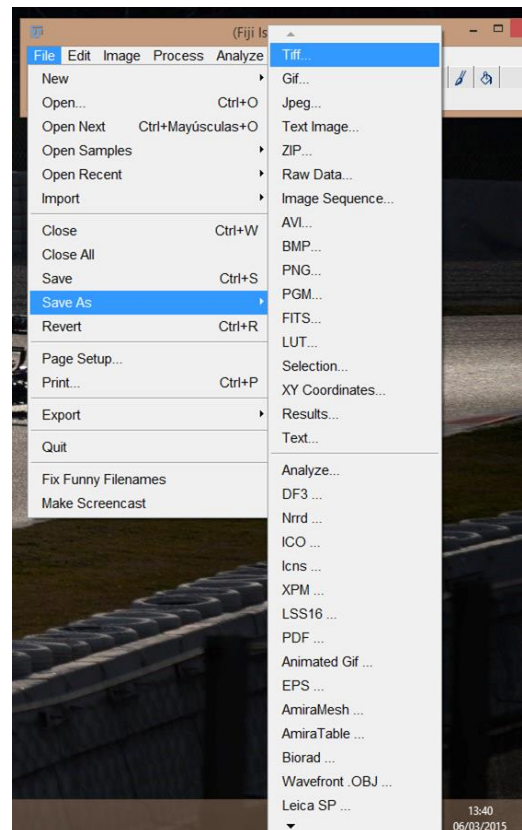 (Fiji Is
File Edit Image Process Analyze
New
Open... Ctrl+O
Open Next Ctrl+Mayúsculas+O
Open Samples
Open Recent
Import
Close Ctrl+W
Close All
Save Ctrl+S
Save As
Revert Ctrl+R
Page Setup...
Print... Ctrl+P
Export
Quit
Fix Funny Filenames
Make Screencast
Tiff...
Gif...
Jpeg...
Text Image...
ZIP...
Raw Data...
Image Sequence...
AVI...
BMP...
PNG...
PGM...
FITS...
LUT...
Selection...
XY Coordinates...
Results...
Text...
Analyze...
DF3 ...
Nrrd ...
ICO ...
Icns ...
XPM ...
LSS16 ...
PDF ...
Animated Gif ...
EPS ...
AmiraMesh ...
AmiraTable ...
Biorad ...
Wavefront .OBJ ...
Leica SP ...
13:40
06/03/2015